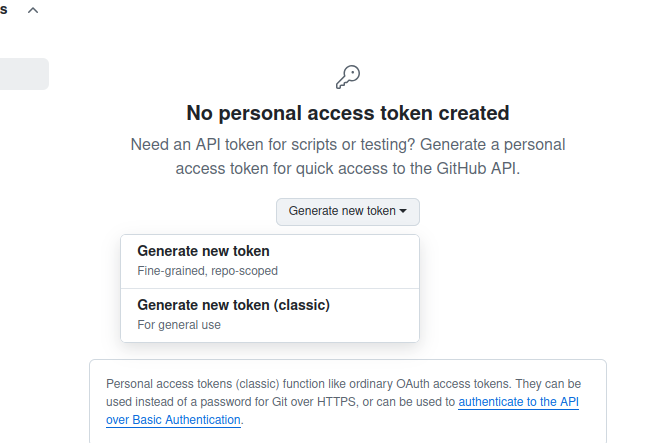 s
No personal access token created
Need an API token for scripts or testing? Generate a personal
access token for quick access to the GitHub API.
Generate new token
Generate new token
Fine-grained, repo-scoped
Generate new token (classic)
For general use
Personal access tokens (classic) function like ordinary OAuth access tokens. They can be
used instead of a password for Git over HTTPS, or can be used to authenticate to the API
over Basic Authentication.